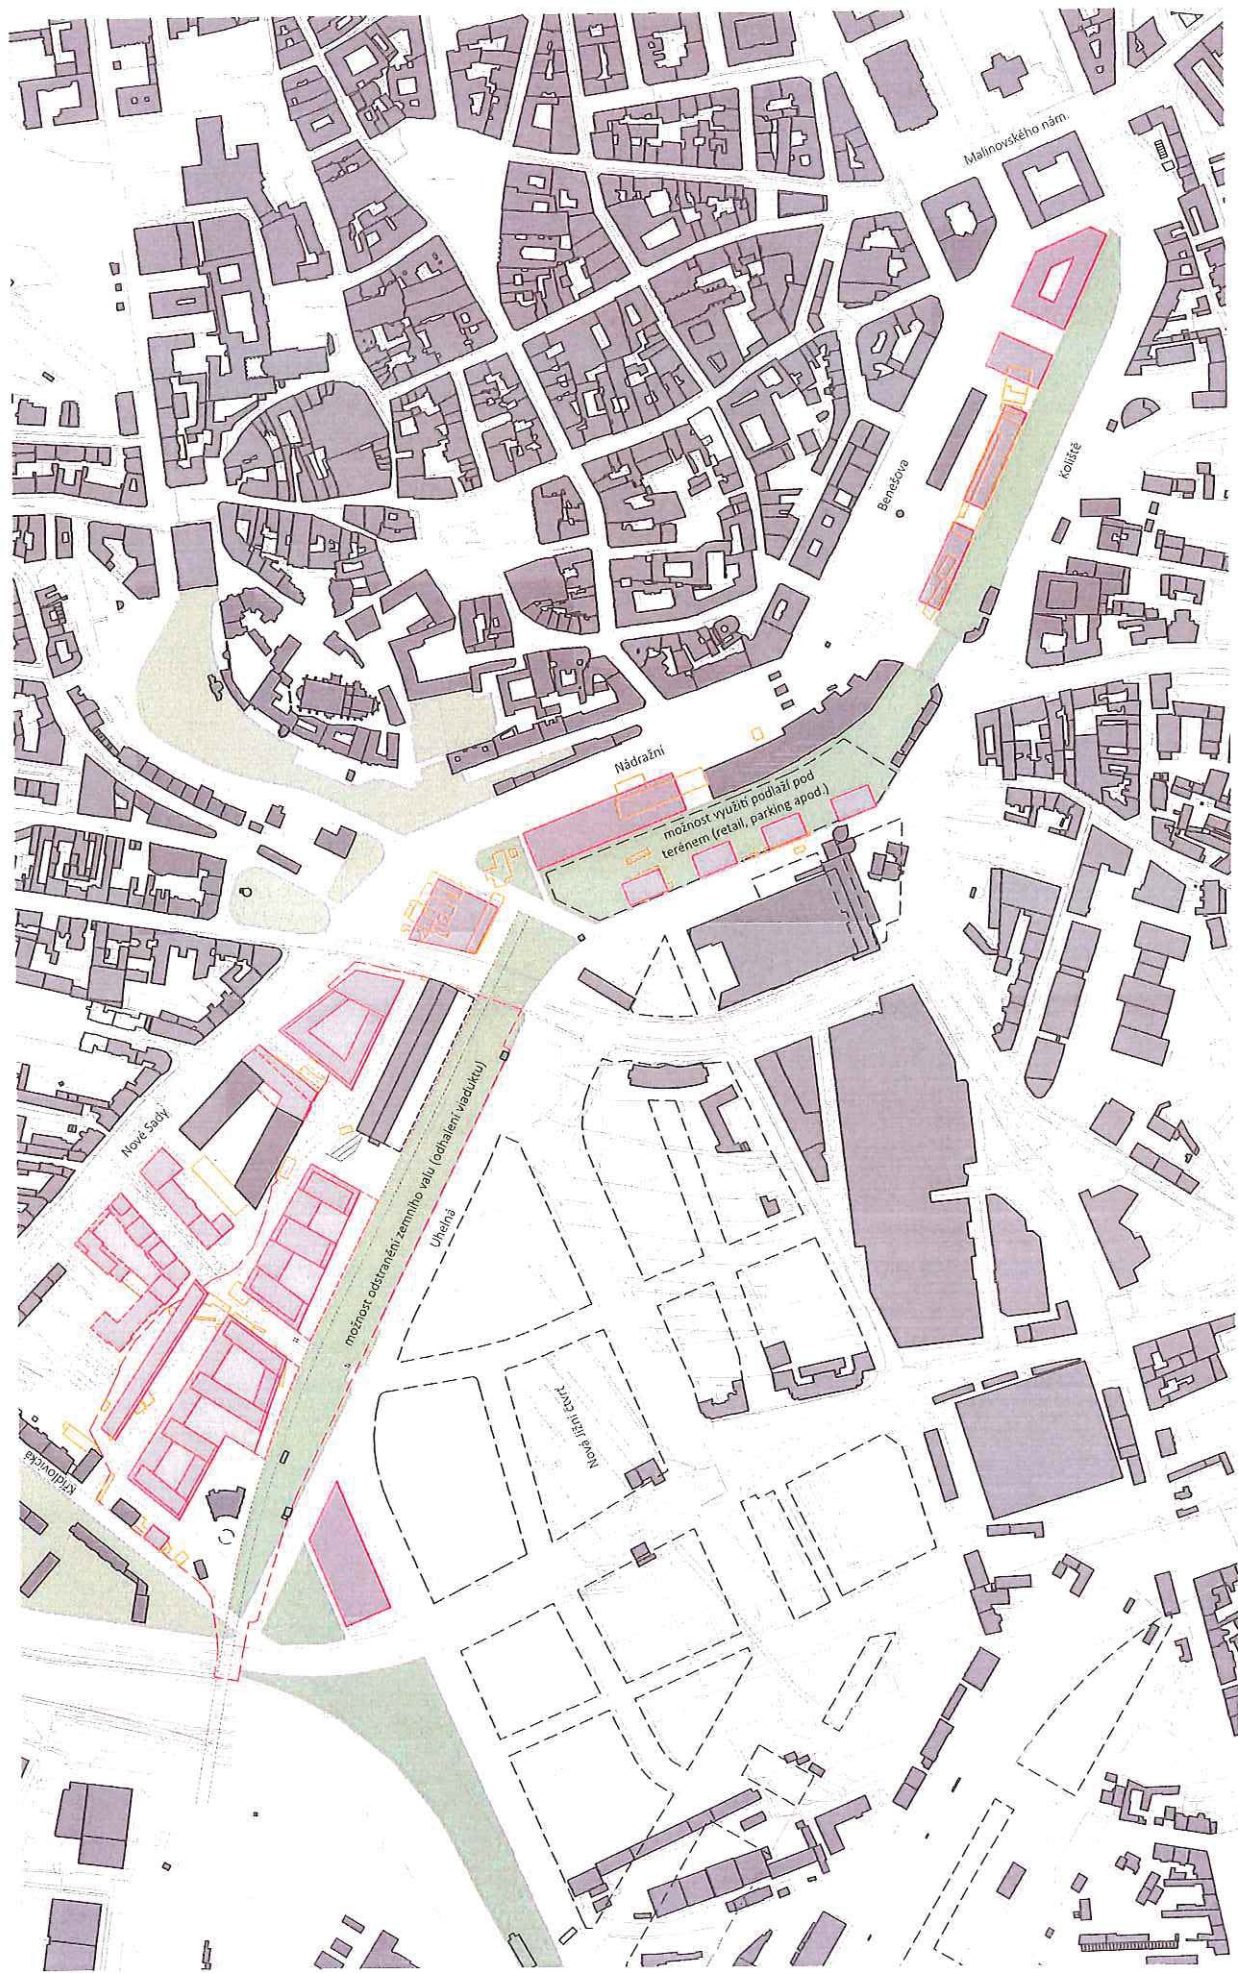 Malinovského nám.
Benešova
Koliště
Nádražní
možnost využití podlaží pod
terénem (retail, parking apod.)
Nové Sady
možnost odstranění zemního valu (odhalení viaduktu)
Uhelná
Nová jižní čtvrť
Křídlovická